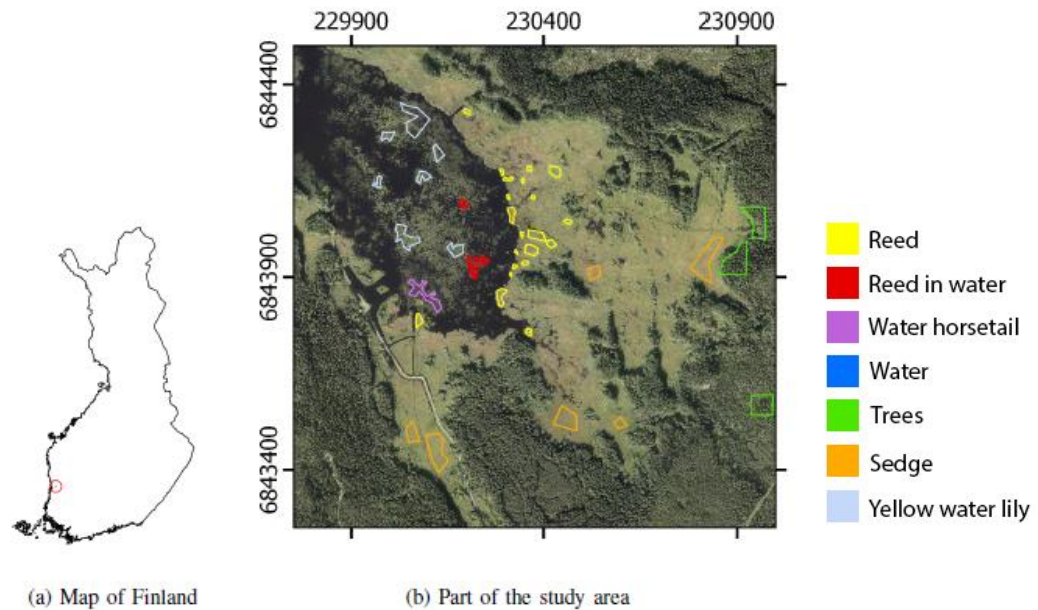 229900 230400 230900
6844400
6843900
6843400
Reed
Reed in water
Water horsetail
Water
Trees
Sedge
Yellow water lily
(a) Map of Finland
(b) Part of the study area